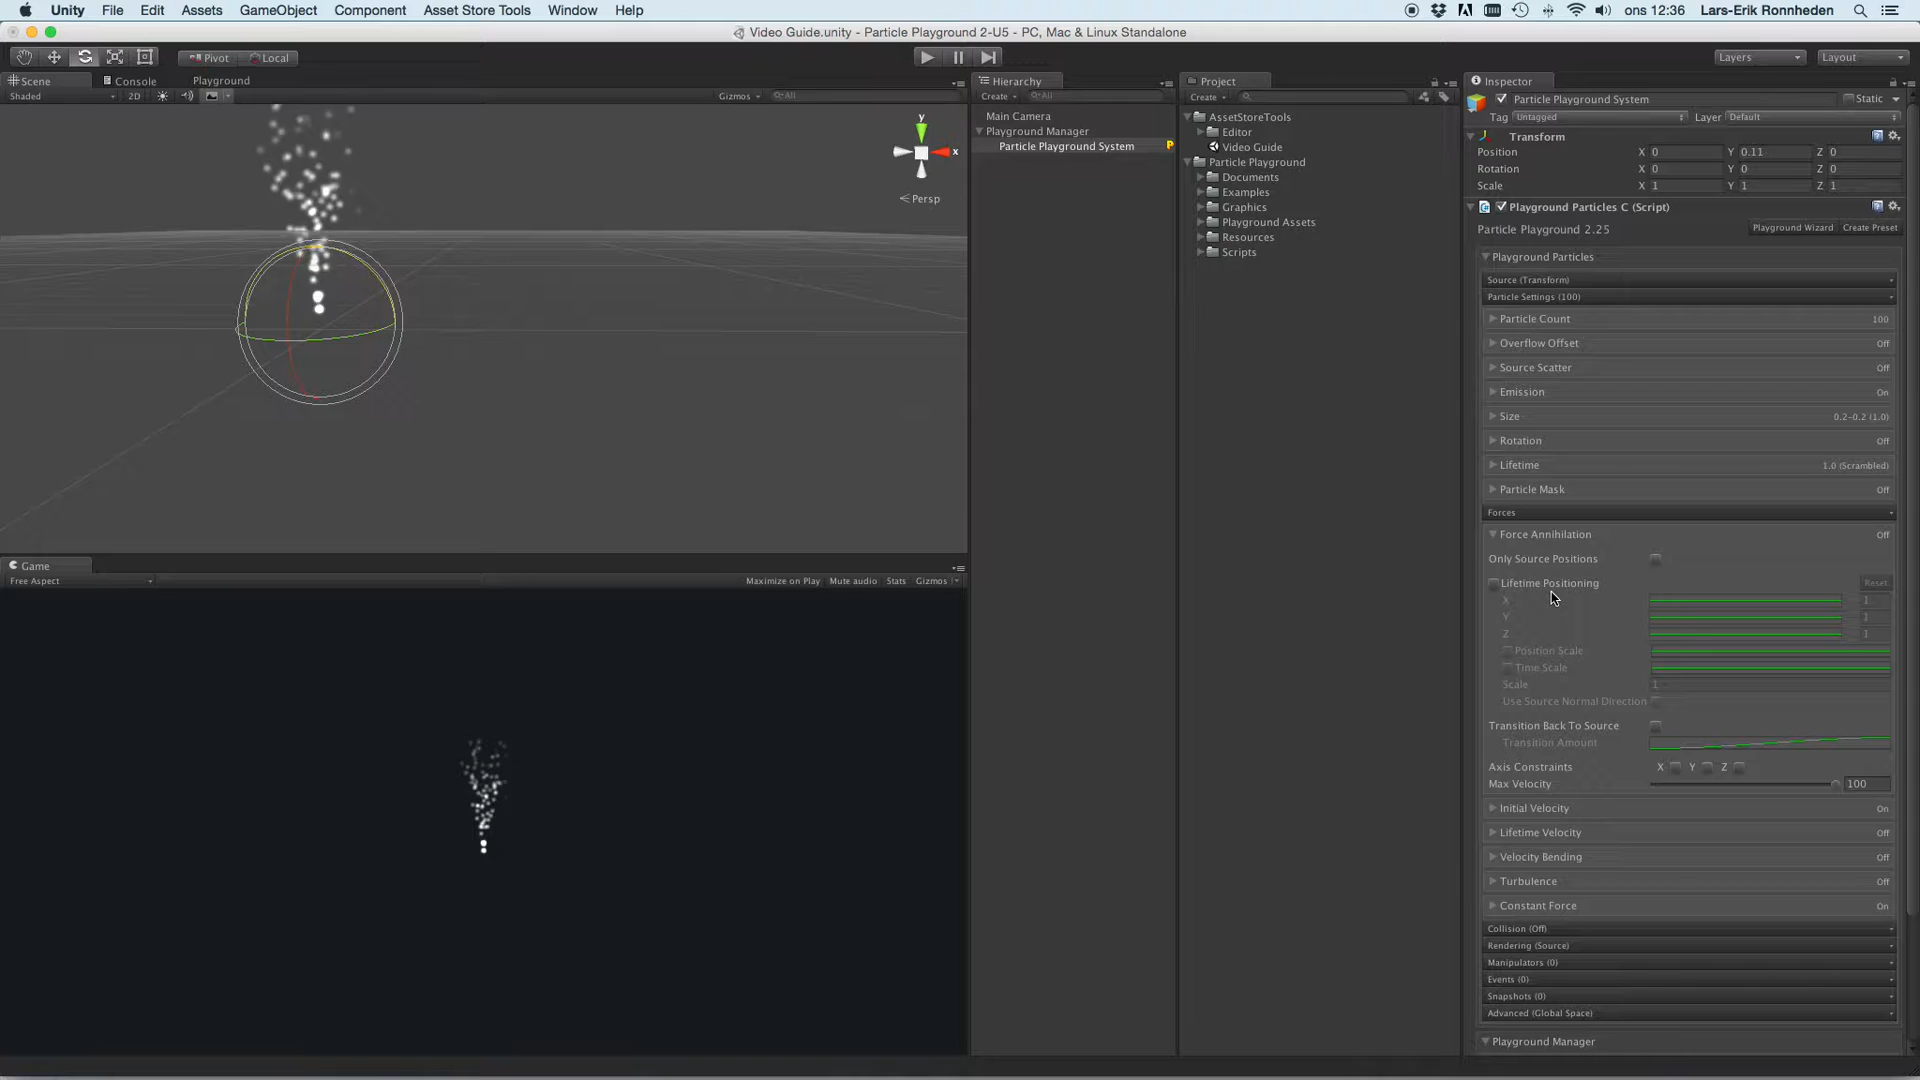 Unity File Edit Assets GameObject Component Asset Store Tools Window Help ons 12:36 Lars-Erik Ronnheden
Video Guide.unity - Particle Playground 2-U5 - PC, Mac & Linux Standalone
Pivot Local Layers Layout
Scene Console Playground
Shaded 2D Gizmos All
y
x
Persp
Game
Free Aspect Maximize on Play Mute audio Stats Gizmos
Hierarchy
Create All
Main Camera
Playground Manager
Particle Playground System P
Project
Create
AssetStoreTools
Editor
Video Guide
Particle Playground
Documents
Examples
Graphics
Playground Assets
Resources
Scripts
Inspector
Particle Playground System Static
Tag Untagged Layer Default
Transform
Position X 0 Y 0.11 Z 0
Rotation X 0 Y 0 Z 0
Scale X 1 Y 1 Z 1
Playground Particles C (Script)
Particle Playground 2.25 Playground Wizard Create Preset
Playground Particles
Source (Transform)
Particle Settings (100)
Particle Count 100
Overflow Offset Off
Source Scatter Off
Emission On
Size 0.2-0.2 (1.0)
Rotation Off
Lifetime 1.0 (Scrambled)
Particle Mask Off
Forces
Force Annihilation Off
Only Source Positions
Lifetime Positioning Reset
X 1
Y 1
Z 1
Position Scale
Time Scale
Scale 1
Use Source Normal Direction
Transition Back To Source
Transition Amount
Axis Constraints X Y Z
Max Velocity 100
Initial Velocity On
Lifetime Velocity Off
Velocity Bending Off
Turbulence Off
Constant Force On
Collision (Off)
Rendering (Source)
Manipulators (0)
Events (0)
Snapshots (0)
Advanced (Global Space)
Playground Manager